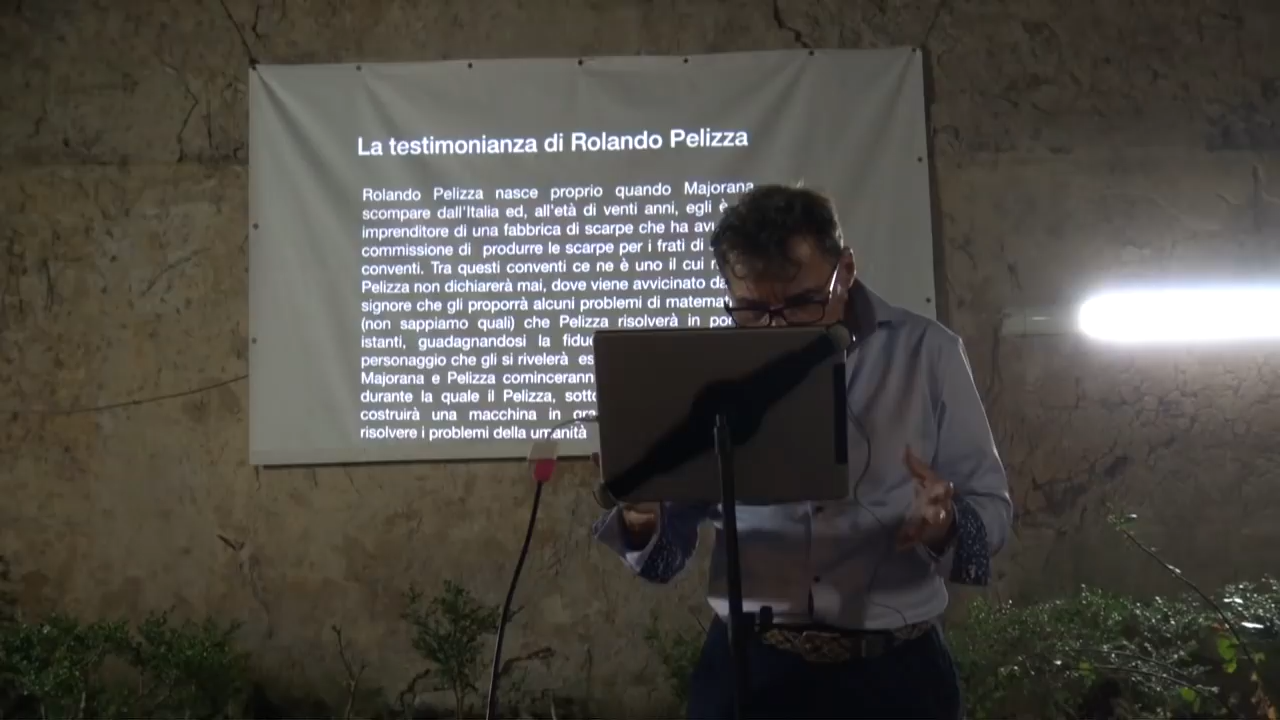 La testimonianza di Rolando Pelizza
Rolando Pelizza nasce proprio quando Majorana
scompare dall'Italia ed, all'età di venti anni, egli è
imprenditore di una fabbrica di scarpe che ha
commissione di produrre le scarpe per i frati di
conventi. Tra questi conventi ce ne è uno il cui
Pelizza non dichiarerà mai, dove viene avvicinato
signore che gli proporrà alcuni problemi di
(non sappiamo quali) che Pelizza risolverà in
istanti, guadagnandosi la
personaggio che gli si rivelerà
Majorana e Pelizza
durante la quale il Pelizza,
costruirà una macchina in
risolvere i problemi della umanità